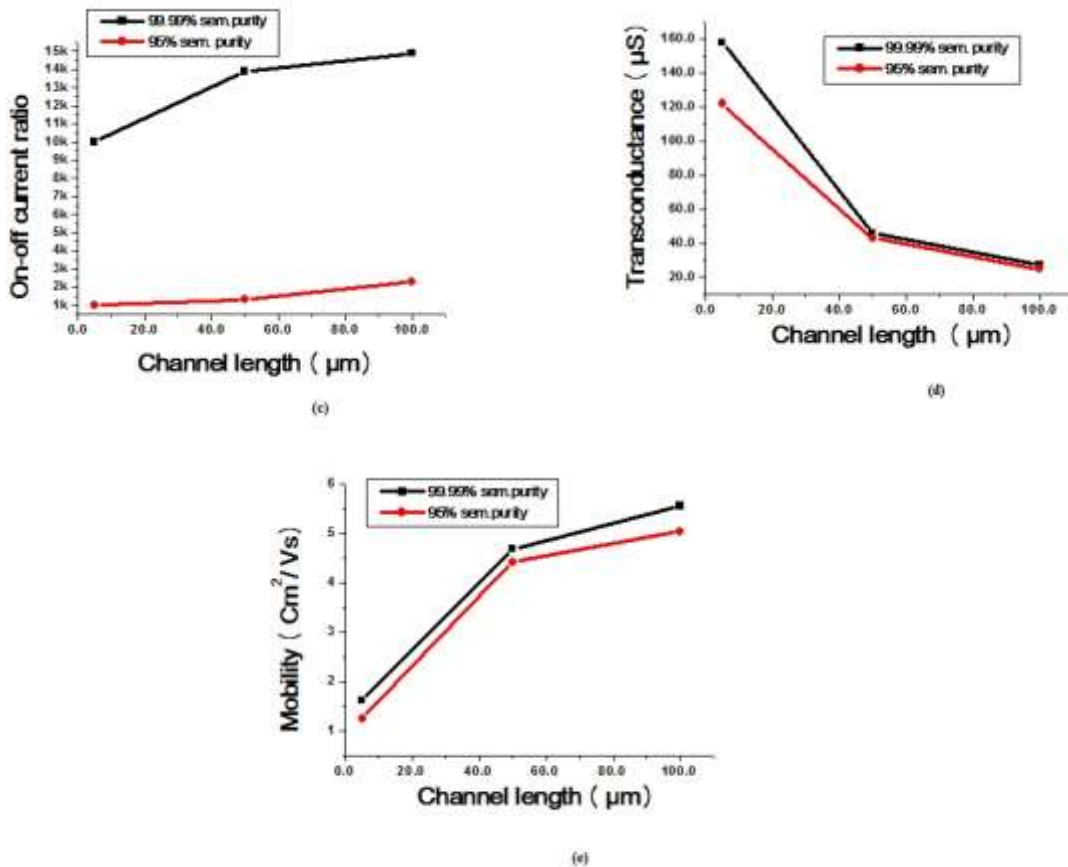 99.99% sem.purity
95% sem. purity
On-off current ratio
15k
14k
13k
12k
11k
10k
9k
8k
7k
6k
5k
4k
3k
2k
1k
0.0 20.0 40.0 60.0 80.0 100.0
Channel length ( µm)
(c)
99.99% sem. purity
95% sem. purity
Transconductance ( µS)
160.0
140.0
120.0
100.0
80.0
60.0
40.0
20.0
0.0 20.0 40.0 60.0 80.0 100.0
Channel length ( µm)
(d)
99.99% sem.purity
95% sem.purity
Mobility ( Cm²/ Vs)
6
5
4
3
2
1
0.0 20.0 40.0 60.0 80.0 100.0
Channel length ( µm)
(e)